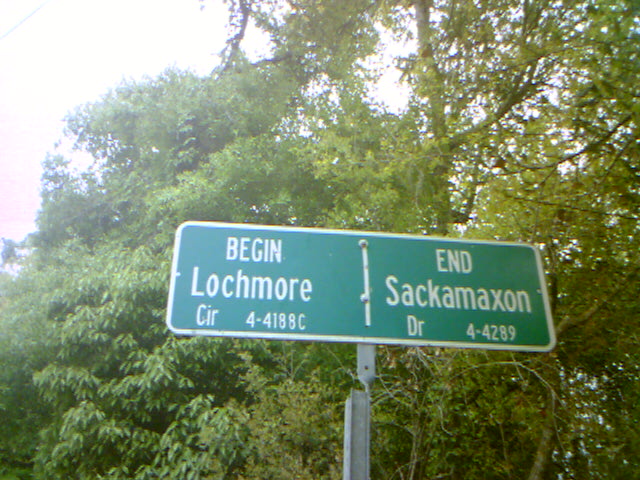 BEGIN
Lochmore
Cir 4-4188C
END
Sackamaxon
Dr 4-4289